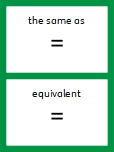 the same as
=
equivalent
=